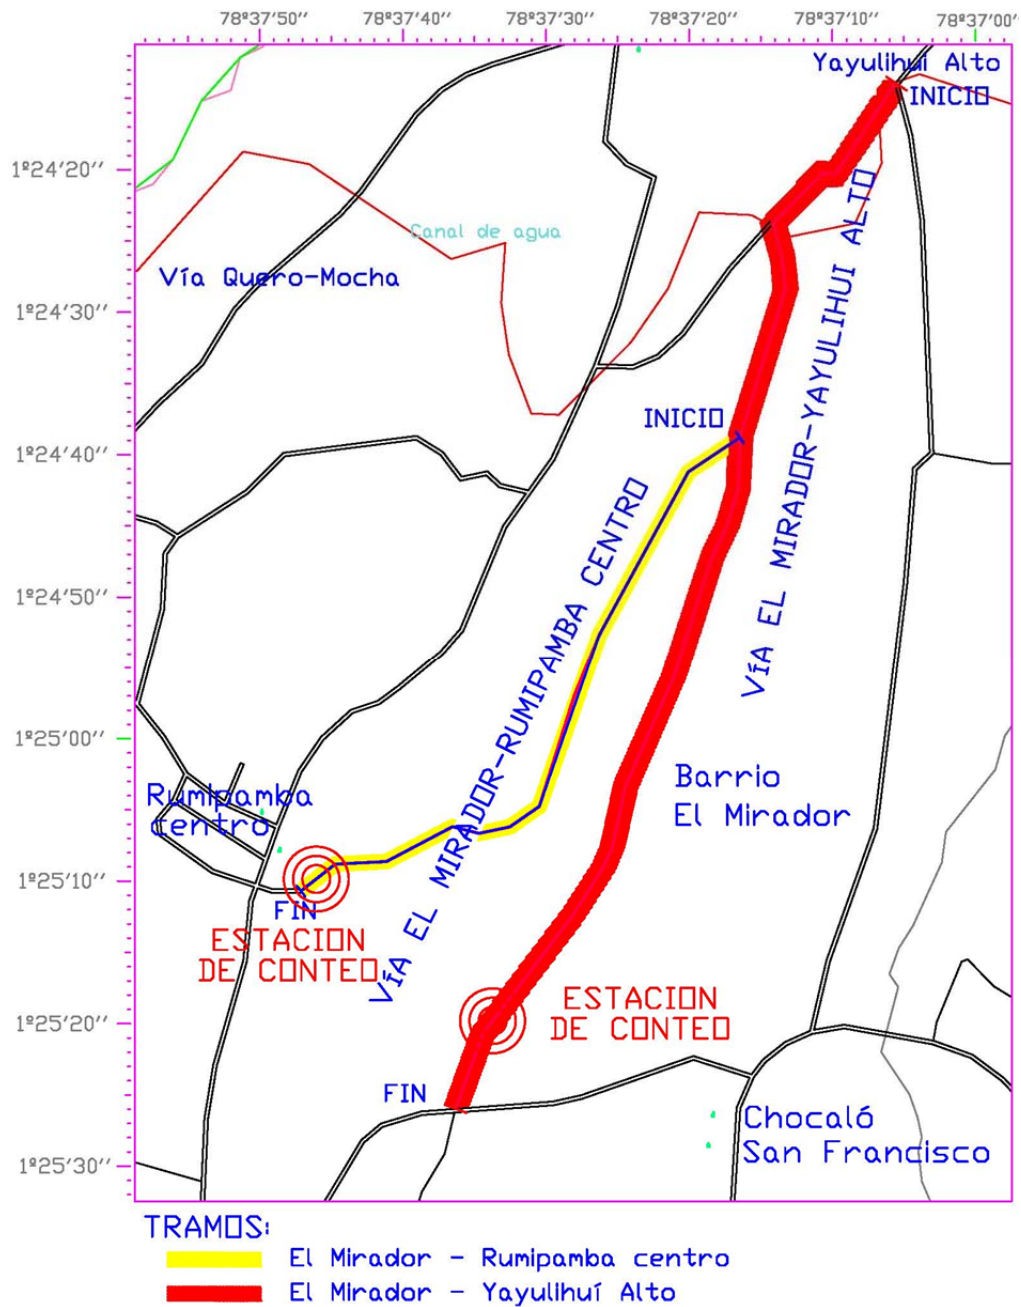 78º37'50'' 78º37'40'' 78º37'30'' 78º37'20'' 78º37'10'' 78º37'00''
Yayulihuí Alto
INICIO
1º24'20''
Canal de agua
Vía Quero-Mocha
1º24'30''
VÍA EL MIRADOR-YAYULIHUI ALTO
INICIO
1º24'40''
VÍA EL MIRADOR-RUMIPAMBA CENTRO
1º24'50''
1º25'00''
Barrio
El Mirador
Rumipamba
centro
1º25'10''
FIN
ESTACION
DE CONTEO
ESTACION
DE CONTEO
1º25'20''
FIN
Chocaló
San Francisco
1º25'30''
TRAMOS:
El Mirador - Rumipamba centro
El Mirador - Yayulihuí Alto